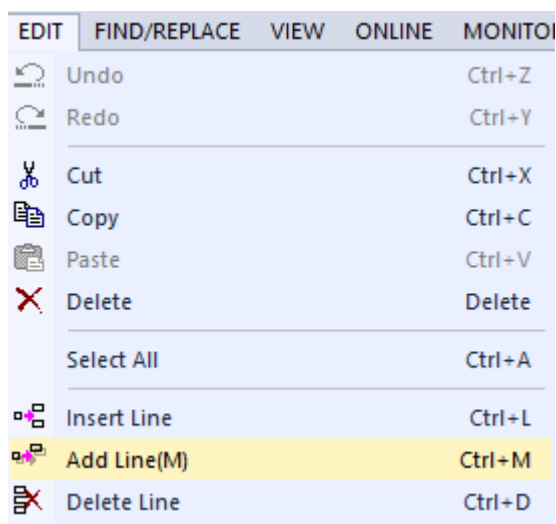 EDIT FIND/REPLACE VIEW ONLINE MONITO
Undo Ctrl+Z
Redo Ctrl+Y
Cut Ctrl+X
Copy Ctrl+C
Paste Ctrl+V
Delete Delete
Select All Ctrl+A
Insert Line Ctrl+L
Add Line(M) Ctrl+M
Delete Line Ctrl+D